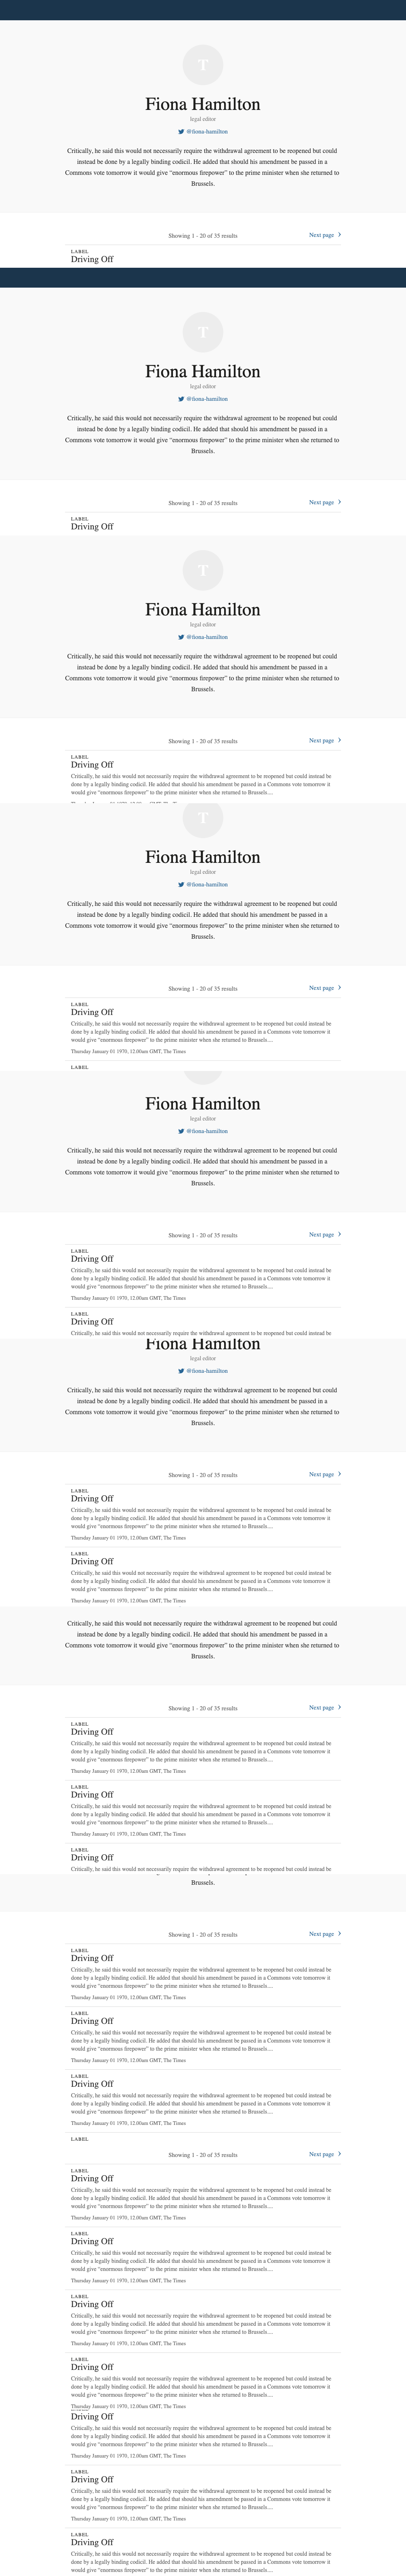 T
Fiona Hamilton
legal editor
@fiona-hamilton
Critically, he said this would not necessarily require the withdrawal agreement to be reopened but could
instead be done by a legally binding codicil. He added that should his amendment be passed in a
Commons vote tomorrow it would give “enormous firepower” to the prime minister when she returned to
Brussels.
Showing 1 - 20 of 35 results Next page
LABEL
Driving Off
T
Fiona Hamilton
legal editor
@fiona-hamilton
Critically, he said this would not necessarily require the withdrawal agreement to be reopened but could
instead be done by a legally binding codicil. He added that should his amendment be passed in a
Commons vote tomorrow it would give “enormous firepower” to the prime minister when she returned to
Brussels.
Showing 1 - 20 of 35 results Next page
LABEL
Driving Off
T
Fiona Hamilton
legal editor
@fiona-hamilton
Critically, he said this would not necessarily require the withdrawal agreement to be reopened but could
instead be done by a legally binding codicil. He added that should his amendment be passed in a
Commons vote tomorrow it would give “enormous firepower” to the prime minister when she returned to
Brussels.
Showing 1 - 20 of 35 results Next page
LABEL
Driving Off
Critically, he said this would not necessarily require the withdrawal agreement to be reopened but could instead be
done by a legally binding codicil. He added that should his amendment be passed in a Commons vote tomorrow it
would give “enormous firepower” to the prime minister when she returned to Brussels....
T
Fiona Hamilton
legal editor
@fiona-hamilton
Critically, he said this would not necessarily require the withdrawal agreement to be reopened but could
instead be done by a legally binding codicil. He added that should his amendment be passed in a
Commons vote tomorrow it would give “enormous firepower” to the prime minister when she returned to
Brussels.
Showing 1 - 20 of 35 results Next page
LABEL
Driving Off
Critically, he said this would not necessarily require the withdrawal agreement to be reopened but could instead be
done by a legally binding codicil. He added that should his amendment be passed in a Commons vote tomorrow it
would give “enormous firepower” to the prime minister when she returned to Brussels....
Thursday January 01 1970, 12.00am GMT, The Times
LABEL
Fiona Hamilton
legal editor
@fiona-hamilton
Critically, he said this would not necessarily require the withdrawal agreement to be reopened but could
instead be done by a legally binding codicil. He added that should his amendment be passed in a
Commons vote tomorrow it would give “enormous firepower” to the prime minister when she returned to
Brussels.
Showing 1 - 20 of 35 results Next page
LABEL
Driving Off
Critically, he said this would not necessarily require the withdrawal agreement to be reopened but could instead be
done by a legally binding codicil. He added that should his amendment be passed in a Commons vote tomorrow it
would give “enormous firepower” to the prime minister when she returned to Brussels....
Thursday January 01 1970, 12.00am GMT, The Times
LABEL
Driving Off
Critically, he said this would not necessarily require the withdrawal agreement to be reopened but could instead be
Fiona Hamilton
legal editor
@fiona-hamilton
Critically, he said this would not necessarily require the withdrawal agreement to be reopened but could
instead be done by a legally binding codicil. He added that should his amendment be passed in a
Commons vote tomorrow it would give “enormous firepower” to the prime minister when she returned to
Brussels.
Showing 1 - 20 of 35 results Next page
LABEL
Driving Off
Critically, he said this would not necessarily require the withdrawal agreement to be reopened but could instead be
done by a legally binding codicil. He added that should his amendment be passed in a Commons vote tomorrow it
would give “enormous firepower” to the prime minister when she returned to Brussels....
Thursday January 01 1970, 12.00am GMT, The Times
LABEL
Driving Off
Critically, he said this would not necessarily require the withdrawal agreement to be reopened but could instead be
done by a legally binding codicil. He added that should his amendment be passed in a Commons vote tomorrow it
would give “enormous firepower” to the prime minister when she returned to Brussels....
Thursday January 01 1970, 12.00am GMT, The Times
Critically, he said this would not necessarily require the withdrawal agreement to be reopened but could
instead be done by a legally binding codicil. He added that should his amendment be passed in a
Commons vote tomorrow it would give “enormous firepower” to the prime minister when she returned to
Brussels.
Showing 1 - 20 of 35 results Next page
LABEL
Driving Off
Critically, he said this would not necessarily require the withdrawal agreement to be reopened but could instead be
done by a legally binding codicil. He added that should his amendment be passed in a Commons vote tomorrow it
would give “enormous firepower” to the prime minister when she returned to Brussels....
Thursday January 01 1970, 12.00am GMT, The Times
LABEL
Driving Off
Critically, he said this would not necessarily require the withdrawal agreement to be reopened but could instead be
done by a legally binding codicil. He added that should his amendment be passed in a Commons vote tomorrow it
would give “enormous firepower” to the prime minister when she returned to Brussels....
Thursday January 01 1970, 12.00am GMT, The Times
LABEL
Driving Off
Critically, he said this would not necessarily require the withdrawal agreement to be reopened but could instead be
Brussels.
Showing 1 - 20 of 35 results Next page
LABEL
Driving Off
Critically, he said this would not necessarily require the withdrawal agreement to be reopened but could instead be
done by a legally binding codicil. He added that should his amendment be passed in a Commons vote tomorrow it
would give “enormous firepower” to the prime minister when she returned to Brussels....
Thursday January 01 1970, 12.00am GMT, The Times
LABEL
Driving Off
Critically, he said this would not necessarily require the withdrawal agreement to be reopened but could instead be
done by a legally binding codicil. He added that should his amendment be passed in a Commons vote tomorrow it
would give “enormous firepower” to the prime minister when she returned to Brussels....
Thursday January 01 1970, 12.00am GMT, The Times
LABEL
Driving Off
Critically, he said this would not necessarily require the withdrawal agreement to be reopened but could instead be
done by a legally binding codicil. He added that should his amendment be passed in a Commons vote tomorrow it
would give “enormous firepower” to the prime minister when she returned to Brussels....
Thursday January 01 1970, 12.00am GMT, The Times
LABEL
Showing 1 - 20 of 35 results Next page
LABEL
Driving Off
Critically, he said this would not necessarily require the withdrawal agreement to be reopened but could instead be
done by a legally binding codicil. He added that should his amendment be passed in a Commons vote tomorrow it
would give “enormous firepower” to the prime minister when she returned to Brussels....
Thursday January 01 1970, 12.00am GMT, The Times
LABEL
Driving Off
Critically, he said this would not necessarily require the withdrawal agreement to be reopened but could instead be
done by a legally binding codicil. He added that should his amendment be passed in a Commons vote tomorrow it
would give “enormous firepower” to the prime minister when she returned to Brussels....
Thursday January 01 1970, 12.00am GMT, The Times
LABEL
Driving Off
Critically, he said this would not necessarily require the withdrawal agreement to be reopened but could instead be
done by a legally binding codicil. He added that should his amendment be passed in a Commons vote tomorrow it
would give “enormous firepower” to the prime minister when she returned to Brussels....
Thursday January 01 1970, 12.00am GMT, The Times
LABEL
Driving Off
Critically, he said this would not necessarily require the withdrawal agreement to be reopened but could instead be
done by a legally binding codicil. He added that should his amendment be passed in a Commons vote tomorrow it
would give “enormous firepower” to the prime minister when she returned to Brussels....
Thursday January 01 1970, 12.00am GMT, The Times
Driving Off
Critically, he said this would not necessarily require the withdrawal agreement to be reopened but could instead be
done by a legally binding codicil. He added that should his amendment be passed in a Commons vote tomorrow it
would give “enormous firepower” to the prime minister when she returned to Brussels....
Thursday January 01 1970, 12.00am GMT, The Times
LABEL
Driving Off
Critically, he said this would not necessarily require the withdrawal agreement to be reopened but could instead be
done by a legally binding codicil. He added that should his amendment be passed in a Commons vote tomorrow it
would give “enormous firepower” to the prime minister when she returned to Brussels....
Thursday January 01 1970, 12.00am GMT, The Times
LABEL
Driving Off
Critically, he said this would not necessarily require the withdrawal agreement to be reopened but could instead be
done by a legally binding codicil. He added that should his amendment be passed in a Commons vote tomorrow it
would give “enormous firepower” to the prime minister when she returned to Brussels....